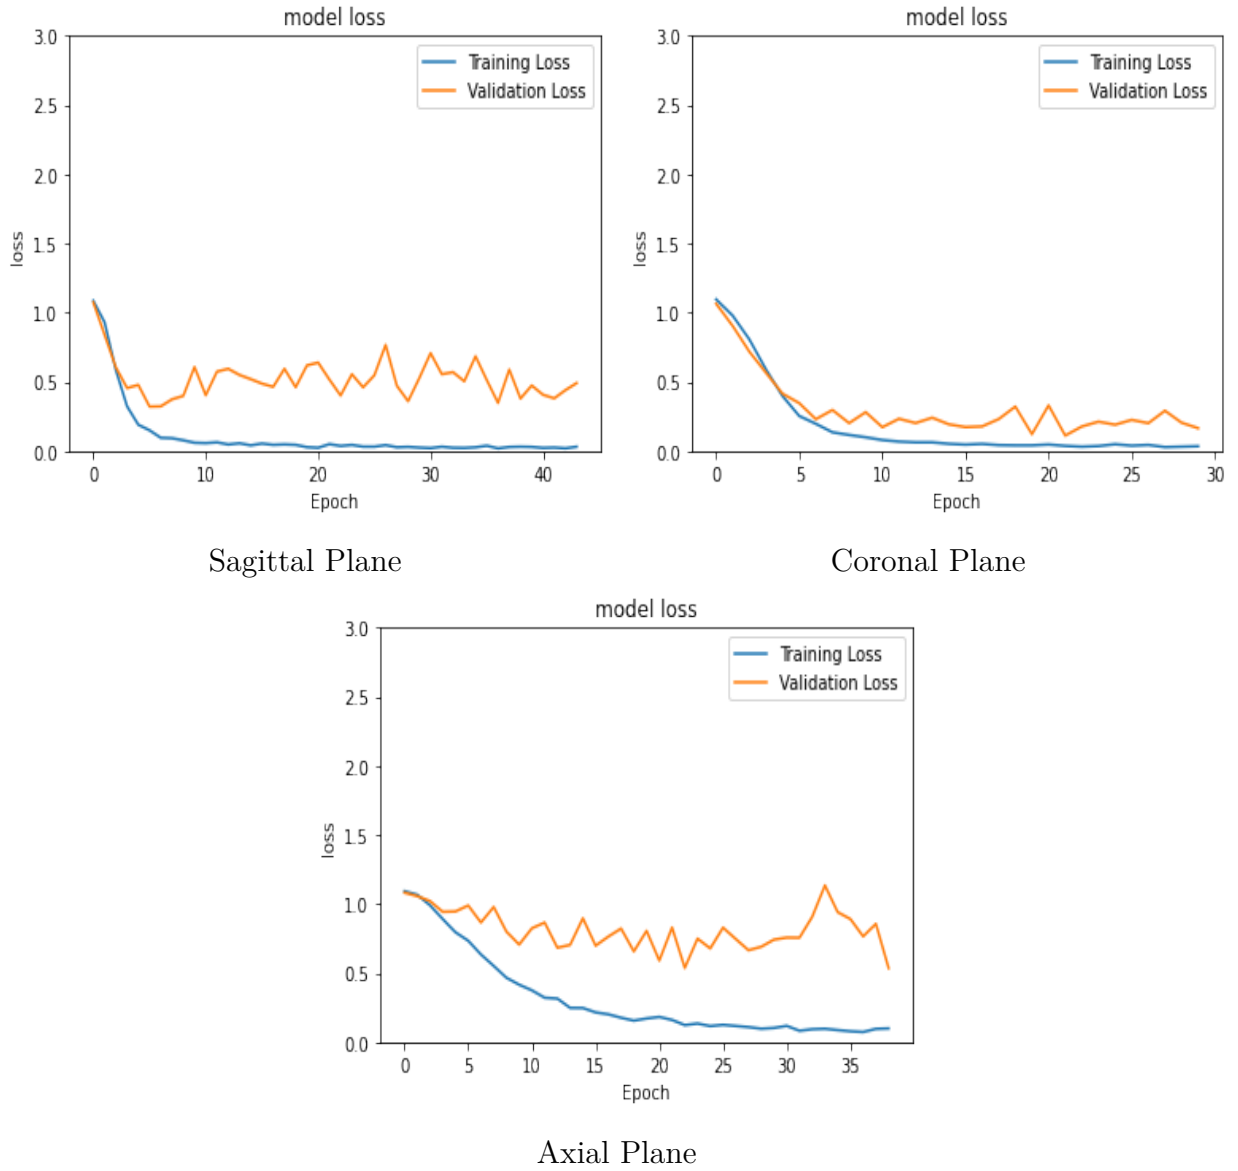 model loss
3.0
2.5
2.0
1.5
1.0
0.5
0.0
loss
Training Loss
Validation Loss
0 10 20 30 40
Epoch
Sagittal Plane
model loss
3.0
2.5
2.0
1.5
1.0
0.5
0.0
loss
Training Loss
Validation Loss
0 5 10 15 20 25 30
Epoch
Coronal Plane
model loss
3.0
2.5
2.0
1.5
1.0
0.5
0.0
loss
Training Loss
Validation Loss
0 5 10 15 20 25 30 35
Epoch
Axial Plane